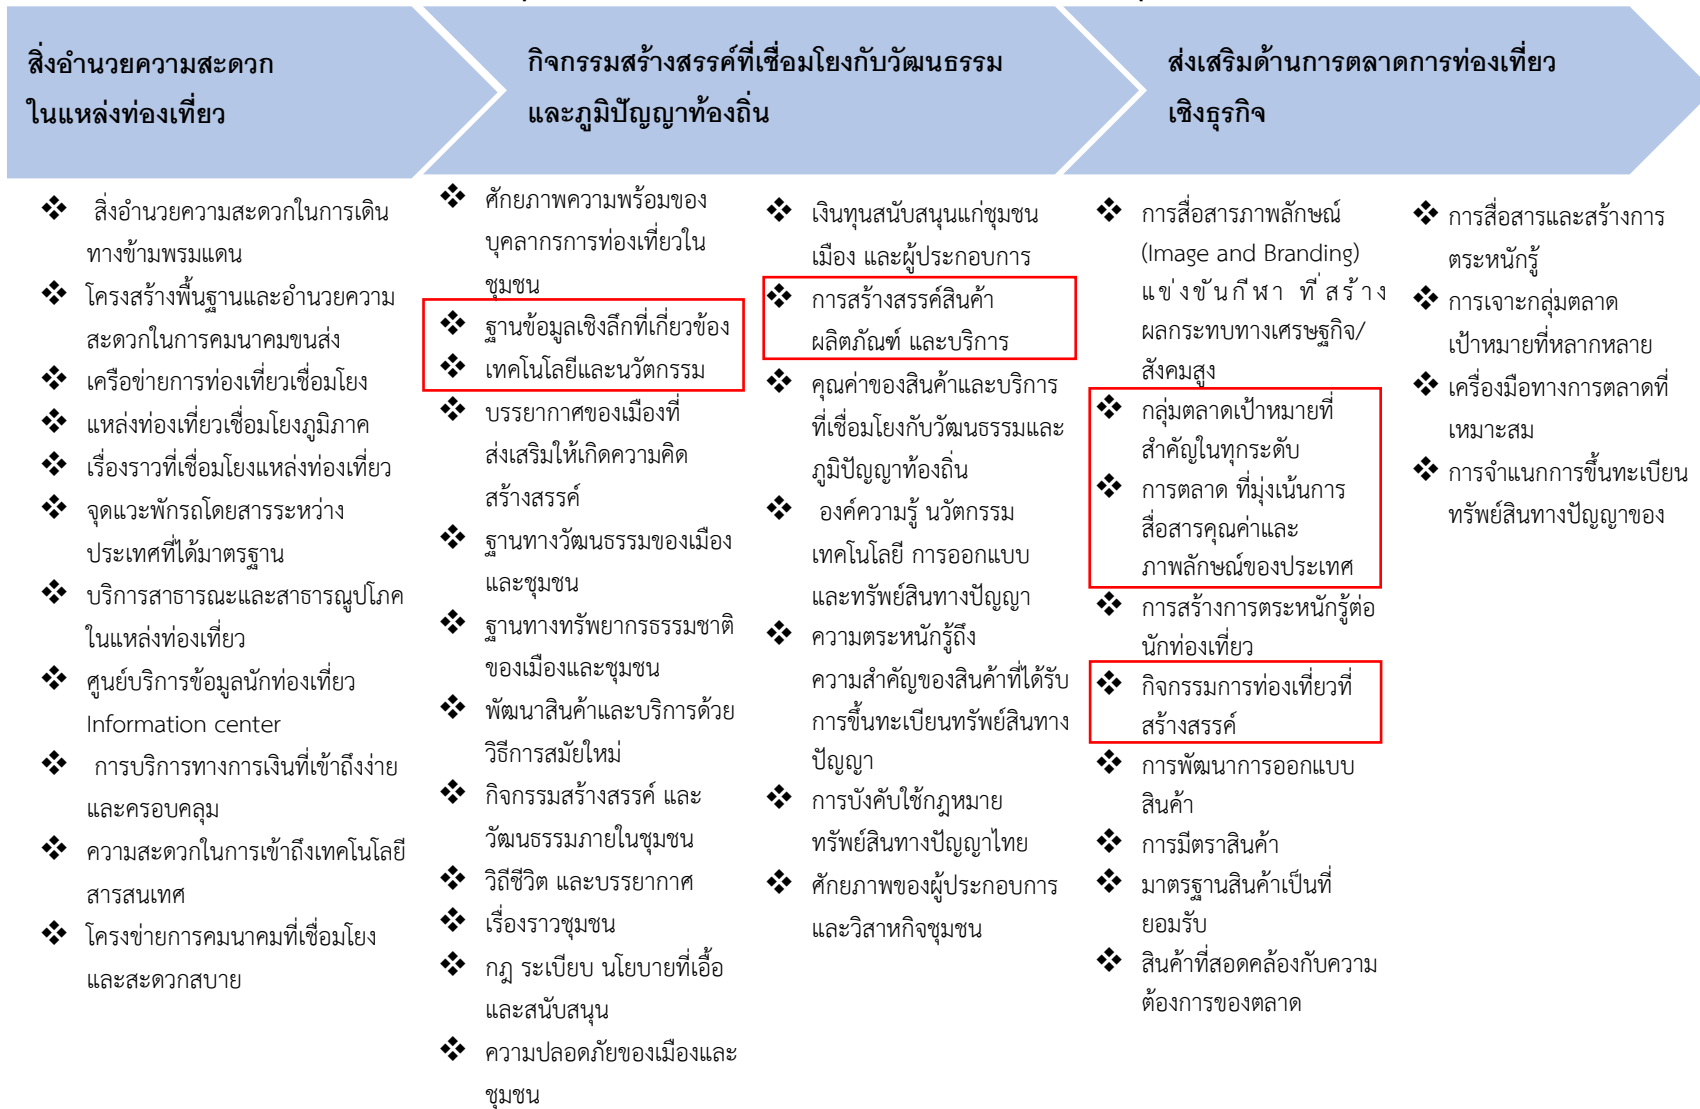 สิ่งอำนวยความสะดวก
ในแหล่งท่องเที่ยว
กิจกรรมสร้างสรรค์ที่เชื่อมโยงกับวัฒนธรรม
และภูมิปัญญาท้องถิ่น
ส่งเสริมด้านการตลาดการท่องเที่ยว
เชิงธุรกิจ
❖ สิ่งอำนวยความสะดวกในการเดิน
ทางข้ามพรมแดน
❖ โครงสร้างพื้นฐานและอำนวยความ
สะดวกในการคมนาคมขนส่ง
❖ เครือข่ายการท่องเที่ยวเชื่อมโยง
❖ แหล่งท่องเที่ยวเชื่อมโยงภูมิภาค
❖ เรื่องราวที่เชื่อมโยงแหล่งท่องเที่ยว
❖ จุดแวะพักรถโดยสารระหว่าง
ประเทศที่ได้มาตรฐาน
❖ บริการสาธารณะและสาธารณูปโภค
ในแหล่งท่องเที่ยว
❖ ศูนย์บริการข้อมูลนักท่องเที่ยว
Information center
❖ การบริการทางการเงินที่เข้าถึงง่าย
และครอบคลุม
❖ ความสะดวกในการเข้าถึงเทคโนโลยี
สารสนเทศ
❖ โครงข่ายการคมนาคมที่เชื่อมโยง
และสะดวกสบาย
❖ ศักยภาพความพร้อมของ
บุคลากรการท่องเที่ยวใน
ชุมชน
❖ ฐานข้อมูลเชิงลึกที่เกี่ยวข้อง
❖ เทคโนโลยีและนวัตกรรม
❖ บรรยากาศของเมืองที่
ส่งเสริมให้เกิดความคิด
สร้างสรรค์
❖ ฐานทางวัฒนธรรมของเมือง
และชุมชน
❖ ฐานทางทรัพยากรธรรมชาติ
ของเมืองและชุมชน
❖ พัฒนาสินค้าและบริการด้วย
วิธีการสมัยใหม่
❖ กิจกรรมสร้างสรรค์ และ
วัฒนธรรมภายในชุมชน
❖ วิถีชีวิต และบรรยากาศ
❖ เรื่องราวชุมชน
❖ กฎ ระเบียบ นโยบายที่เอื้อ
และสนับสนุน
❖ ความปลอดภัยของเมืองและ
ชุมชน
❖ เงินทุนสนับสนุนแก่ชุมชน
เมือง และผู้ประกอบการ
❖ การสร้างสรรค์สินค้า
ผลิตภัณฑ์ และบริการ
❖ คุณค่าของสินค้าและบริการ
ที่เชื่อมโยงกับวัฒนธรรมและ
ภูมิปัญญาท้องถิ่น
❖ องค์ความรู้ นวัตกรรม
เทคโนโลยี การออกแบบ
และทรัพย์สินทางปัญญา
❖ ความตระหนักรู้ถึง
ความสำคัญของสินค้าที่ได้รับ
การขึ้นทะเบียนทรัพย์สินทาง
ปัญญา
❖ การบังคับใช้กฎหมาย
ทรัพย์สินทางปัญญาไทย
❖ ศักยภาพของผู้ประกอบการ
และวิสาหกิจชุมชน
❖ การสื่อสารภาพลักษณ์
(Image and Branding)
แข่งขันกีฬา ที่สร้าง
ผลกระทบทางเศรษฐกิจ/
สังคมสูง
❖ กลุ่มตลาดเป้าหมายที่
สำคัญในทุกระดับ
❖ การตลาด ที่มุ่งเน้นการ
สื่อสารคุณค่าและ
ภาพลักษณ์ของประเทศ
❖ การสร้างการตระหนักรู้ต่อ
นักท่องเที่ยว
❖ กิจกรรมการท่องเที่ยวที่
สร้างสรรค์
❖ การพัฒนาการออกแบบ
สินค้า
❖ การมีตราสินค้า
❖ มาตรฐานสินค้าเป็นที่
ยอมรับ
❖ สินค้าที่สอดคล้องกับความ
ต้องการของตลาด
❖ การสื่อสารและสร้างการ
ตระหนักรู้
❖ การเจาะกลุ่มตลาด
เป้าหมายที่หลากหลาย
❖ เครื่องมือทางการตลาดที่
เหมาะสม
❖ การจำแนกการขึ้นทะเบียน
ทรัพย์สินทางปัญญาของ